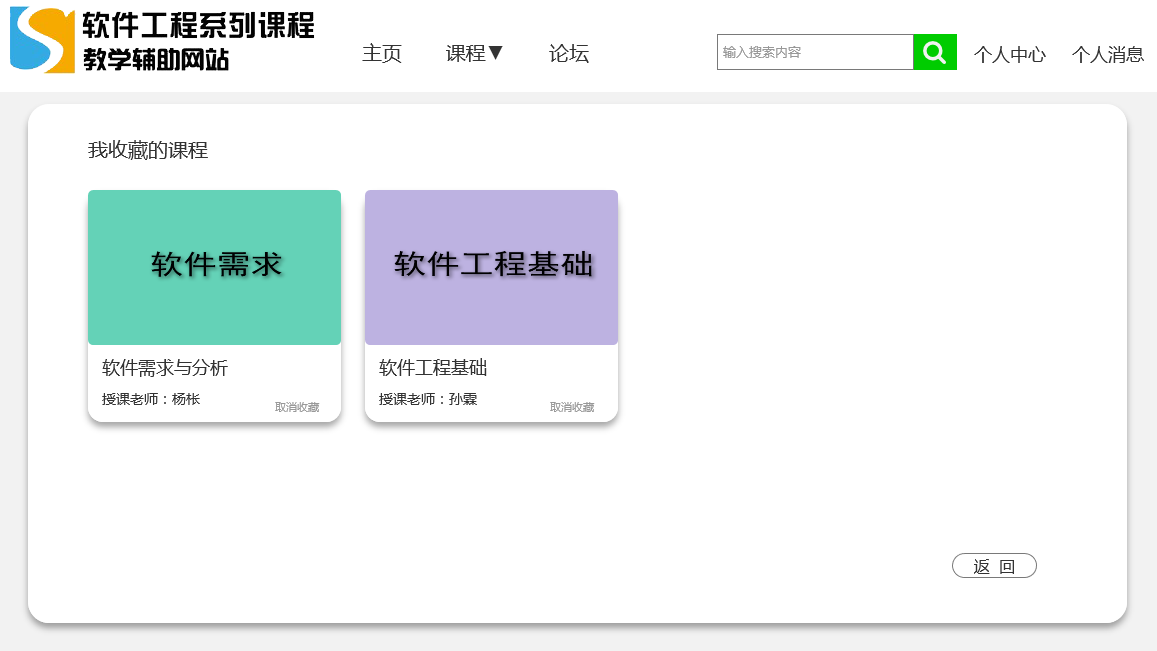 软件工程系列课程
教学辅助网站
主页
课程▼
论坛
输入搜索内容
个人中心
个人消息
我收藏的课程
软件需求
软件工程基础
软件需求与分析
授课老师：杨枨
取消收藏
软件工程基础
授课老师：孙霖
取消收藏
返 回